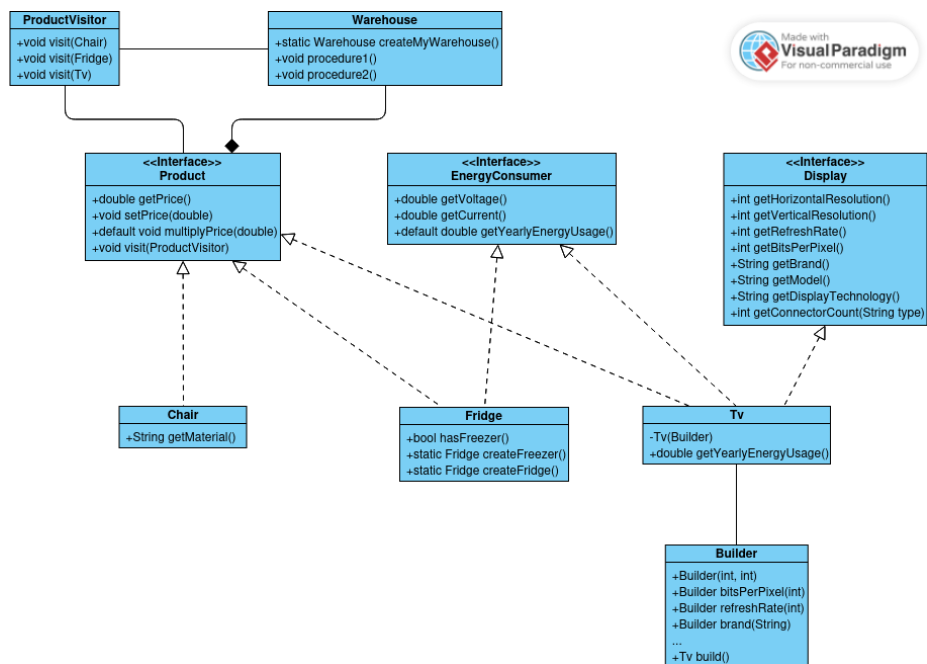 ProductVisitor
+void visit(Chair)
+void visit(Fridge)
+void visit(Tv)
Warehouse
+static Warehouse createMyWarehouse()
+void procedure1()
+void procedure2()
Made with
Visual Paradigm
For non-commercial use
<<Interface>>
Product
+double getPrice()
+void setPrice(double)
+default void multiplyPrice(double)
+void visit(ProductVisitor)
<<Interface>>
EnergyConsumer
+double getVoltage()
+double getCurrent()
+default double getYearlyEnergyUsage()
<<Interface>>
Display
+int getHorizontalResolution()
+int getVerticalResolution()
+int getRefreshRate()
+int getBitsPerPixel()
+String getBrand()
+String getModel()
+String getDisplayTechnology()
+int getConnectorCount(String type)
Chair
+String getMaterial()
Fridge
+bool hasFreezer()
+static Fridge createFreezer()
+static Fridge createFridge()
Tv
-Tv(Builder)
+double getYearlyEnergyUsage()
Builder
+Builder(int, int)
+Builder bitsPerPixel(int)
+Builder refreshRate(int)
+Builder brand(String)
...
+Tv build()